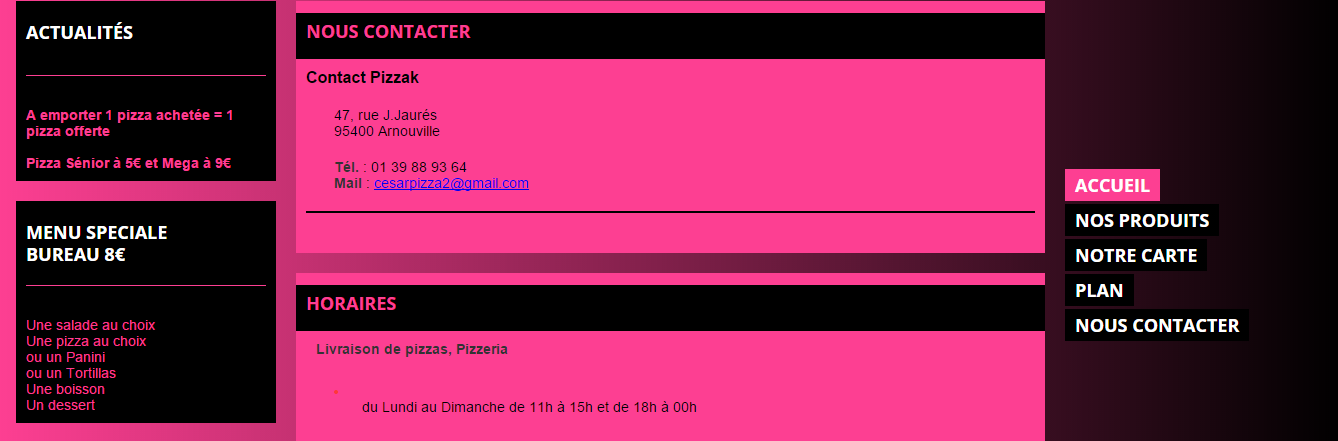 ACTUALITÉS
A emporter 1 pizza achetée = 1
pizza offerte
Pizza Sénior à 5€ et Mega à 9€
MENU SPECIALE
BUREAU 8€
Une salade au choix
Une pizza au choix
ou un Panini
ou un Tortillas
Une boisson
Un dessert
NOUS CONTACTER
Contact Pizzak
47, rue J.Jaurés
95400 Arnouville
Tél. : 01 39 88 93 64
Mail : cesarpizza2@gmail.com
HORAIRES
Livraison de pizzas, Pizzeria
du Lundi au Dimanche de 11h à 15h et de 18h à 00h
ACCUEIL
NOS PRODUITS
NOTRE CARTE
PLAN
NOUS CONTACTER